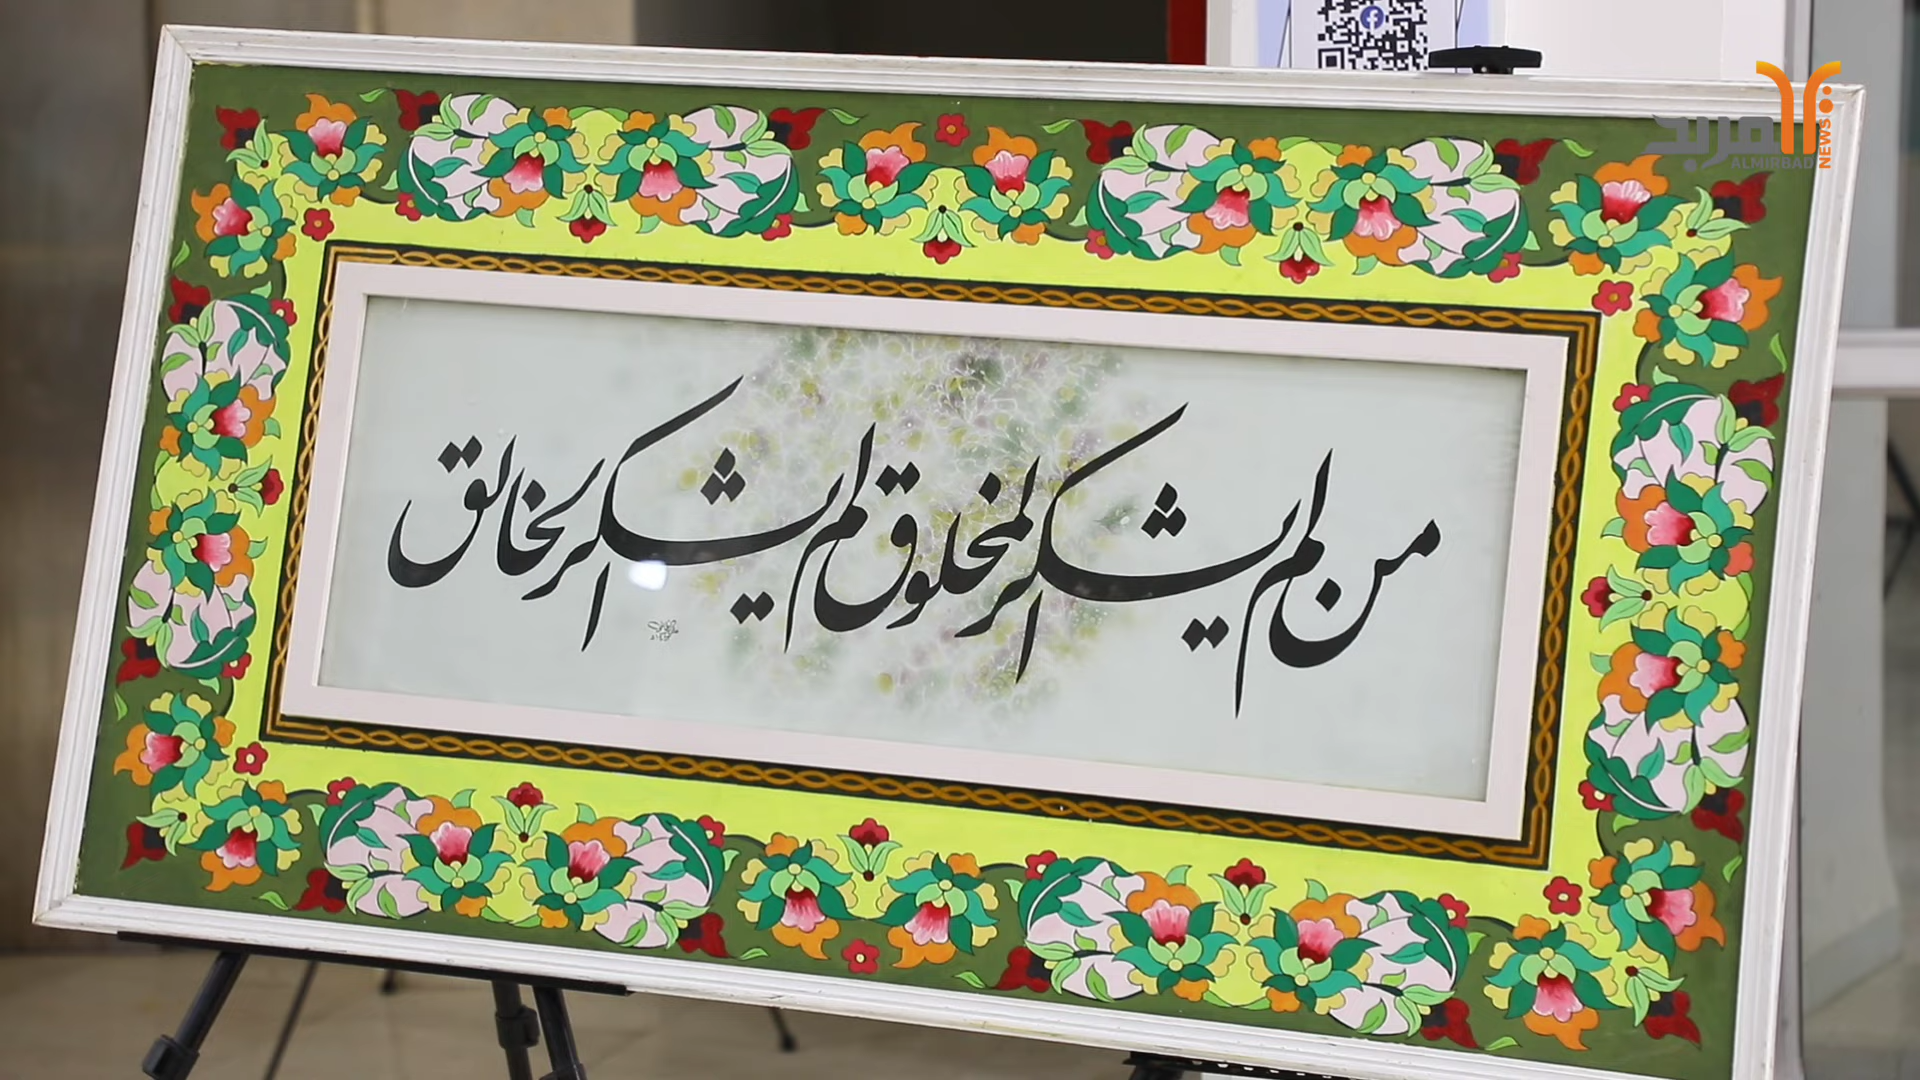 من لم يشكر المخلوق لم يشكر الخالق
المربد
ALMIRBAD
NEWS